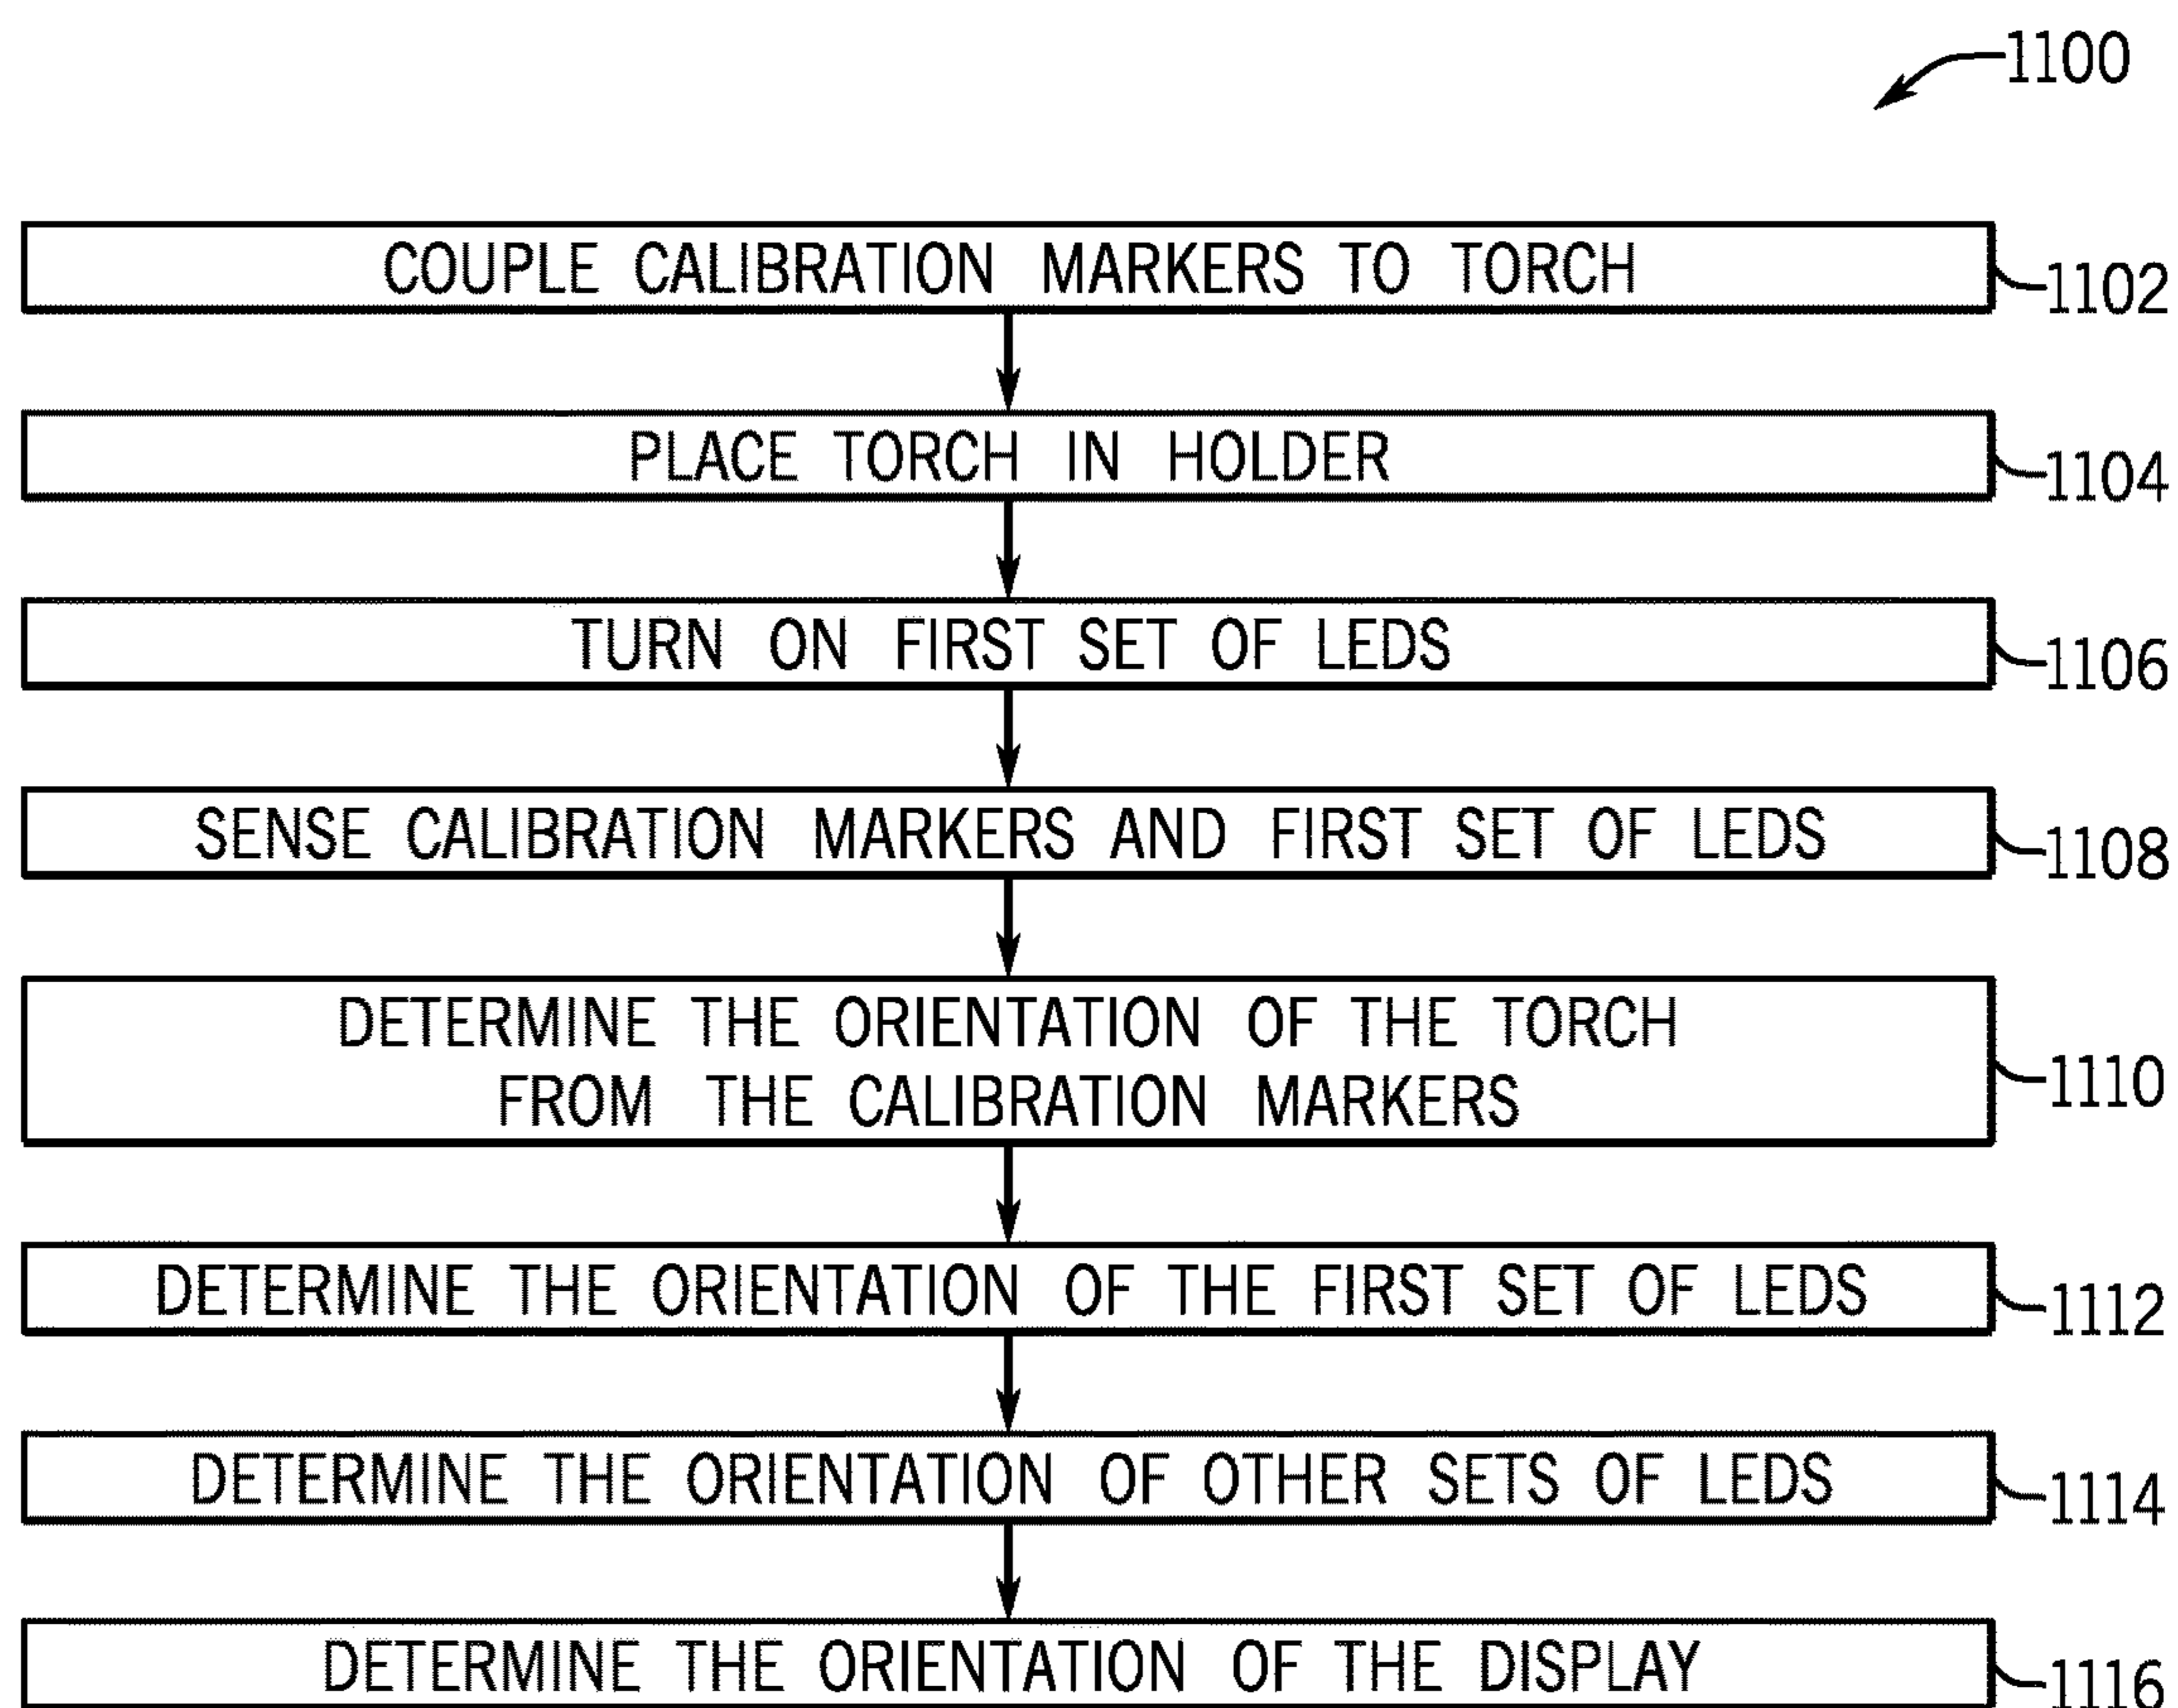 1100
COUPLE CALIBRATION MARKERS TO TORCH
1102
PLACE TORCH IN HOLDER
1104
TURN ON FIRST SET OF LEDS
1106
SENSE CALIBRATION MARKERS AND FIRST SET OF LEDS
1108
DETERMINE THE ORIENTATION OF THE TORCH
FROM THE CALIBRATION MARKERS
1110
DETERMINE THE ORIENTATION OF THE FIRST SET OF LEDS
1112
DETERMINE THE ORIENTATION OF OTHER SETS OF LEDS
1114
DETERMINE THE ORIENTATION OF THE DISPLAY
1116